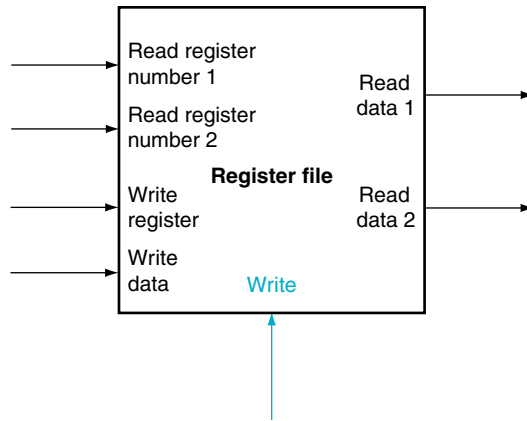 Read register
number 1
Read register
number 2
Write
register
Write
data
Register file
Write
Read
data 1
Read
data 2